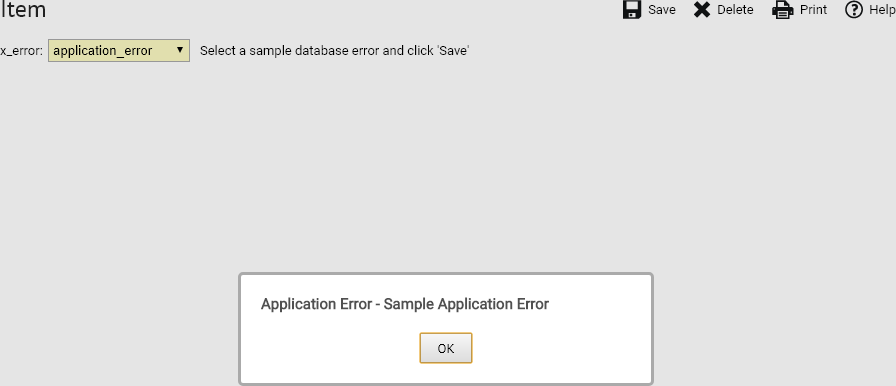 Item
Save Delete Print Help
x_error: application_error Select a sample database error and click 'Save'
Application Error - Sample Application Error
OK